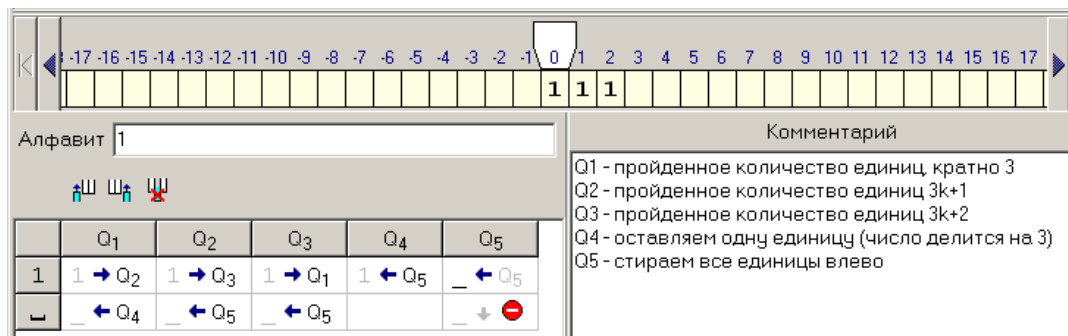 -17 -16 -15 -14 -13 -12 -11 -10 -9 -8 -7 -6 -5 -4 -3 -2 -1 0 1 2 3 4 5 6 7 8 9 10 11 12 13 14 15 16 17
1 1 1
Алфавит 1
Q1 Q2 Q3 Q4 Q5
1 1 → Q2 1 → Q3 1 → Q1 1 ← Q5 _ ← Q5
_ ← Q4 _ ← Q5 _ ← Q5 _ ↓
Комментарий
Q1 - пройденное количество единиц, кратно 3
Q2 - пройденное количество единиц 3k+1
Q3 - пройденное количество единиц 3k+2
Q4 - оставляем одну единицу (число делится на 3)
Q5 - стираем все единицы влево